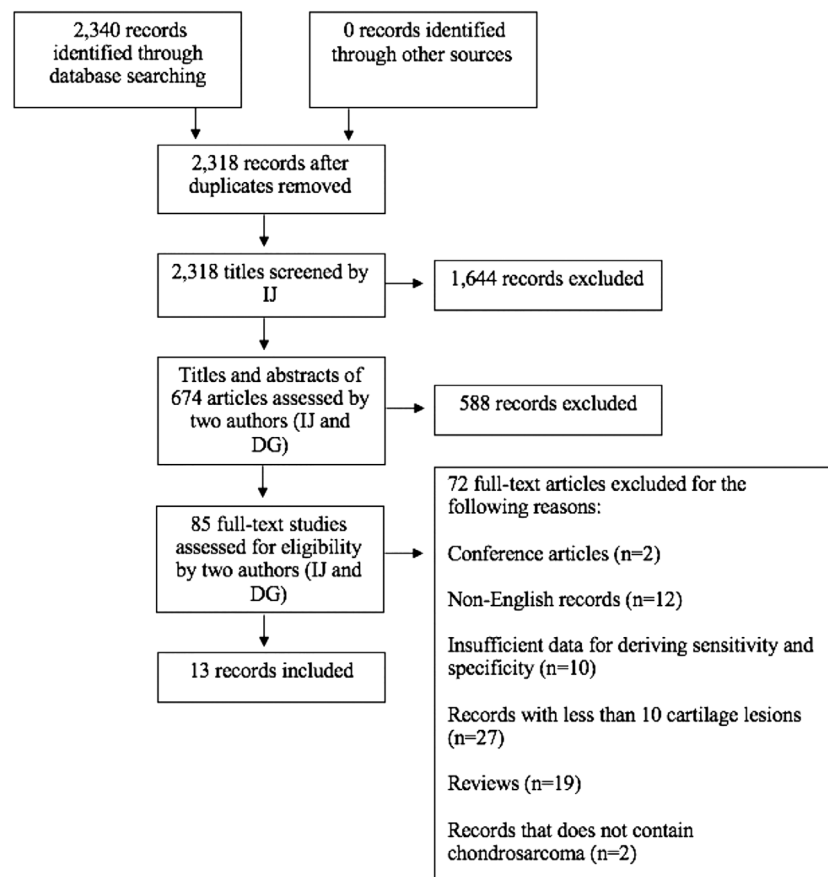 2,340 records
identified through
database searching
0 records identified
through other sources
2,318 records after
duplicates removed
2,318 titles screened by
IJ
1,644 records excluded
Titles and abstracts of
674 articles assessed by
two authors (IJ and
DG)
588 records excluded
85 full-text studies
assessed for eligibility
by two authors (IJ and
DG)
72 full-text articles excluded for the
following reasons:
Conference articles (n=2)
Non-English records (n=12)
Insufficient data for deriving sensitivity and
specificity (n=10)
Records with less than 10 cartilage lesions
(n=27)
Reviews (n=19)
Records that does not contain
chondrosarcoma (n=2)
13 records included